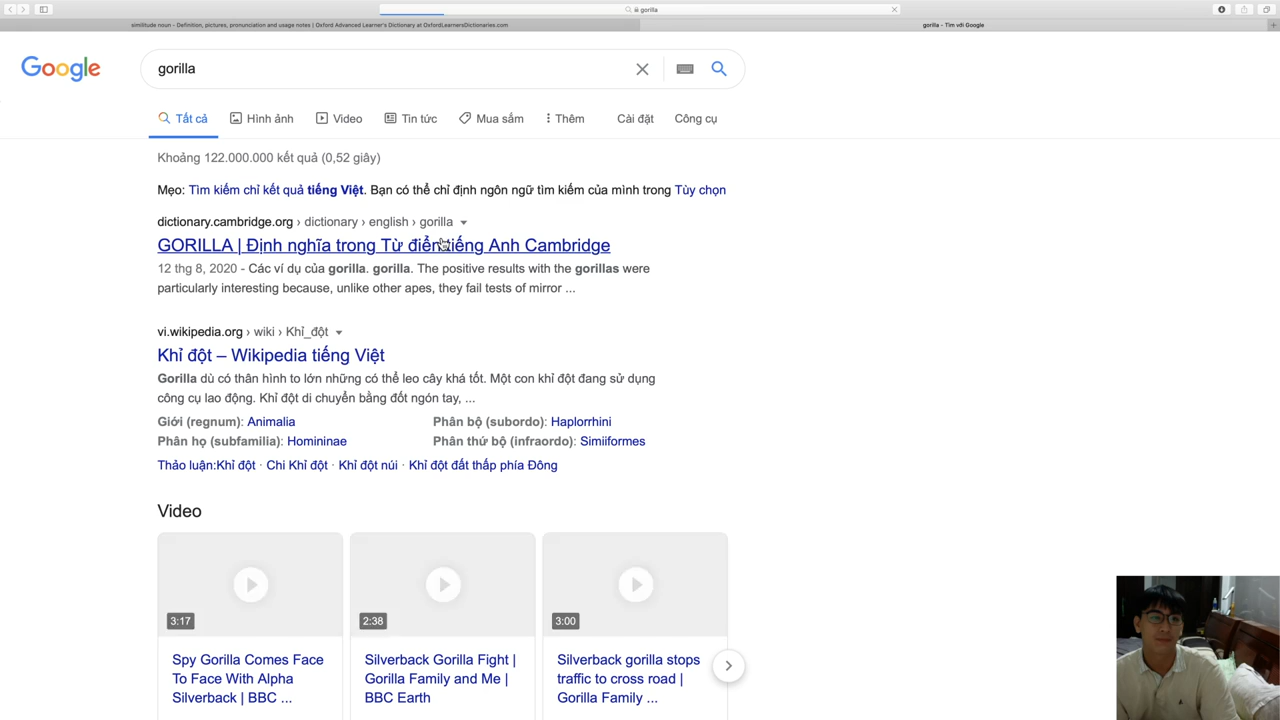 gorilla
similitude noun - Definition, pictures, pronunciation and usage notes | Oxford Advanced Learner's Dictionary at OxfordLearnersDictionaries.com
gorilla - Tìm với Google
Google
gorilla
Tất cả
Hình ảnh
Video
Tin tức
Mua sắm
Thêm
Cài đặt
Công cụ
Khoảng 122.000.000 kết quả (0,52 giây)
Mẹo: Tìm kiếm chỉ kết quả tiếng Việt. Bạn có thể chỉ định ngôn ngữ tìm kiếm của mình trong Tùy chọn
dictionary.cambridge.org › dictionary › english › gorilla
GORILLA | Định nghĩa trong Từ điển tiếng Anh Cambridge
12 thg 8, 2020 - Các ví dụ của gorilla. gorilla. The positive results with the gorillas were
particularly interesting because, unlike other apes, they fail tests of mirror ...
vi.wikipedia.org › wiki › Khỉ_đột
Khỉ đột – Wikipedia tiếng Việt
Gorilla dù có thân hình to lớn những có thể leo cây khá tốt. Một con khỉ đột đang sử dụng
công cụ lao động. Khỉ đột di chuyển bằng đốt ngón tay, ...
Giới (regnum): Animalia
Phân bộ (subordo): Haplorrhini
Phân họ (subfamilia): Homininae
Phân thứ bộ (infraordo): Simiiformes
Thảo luận:Khỉ đột · Chi Khỉ đột · Khỉ đột núi · Khỉ đột đất thấp phía Đông
Video
3:17
2:38
3:00
Spy Gorilla Comes Face
To Face With Alpha
Silverback | BBC ...
Silverback Gorilla Fight |
Gorilla Family and Me |
BBC Earth
Silverback gorilla stops
traffic to cross road |
Gorilla Family ...